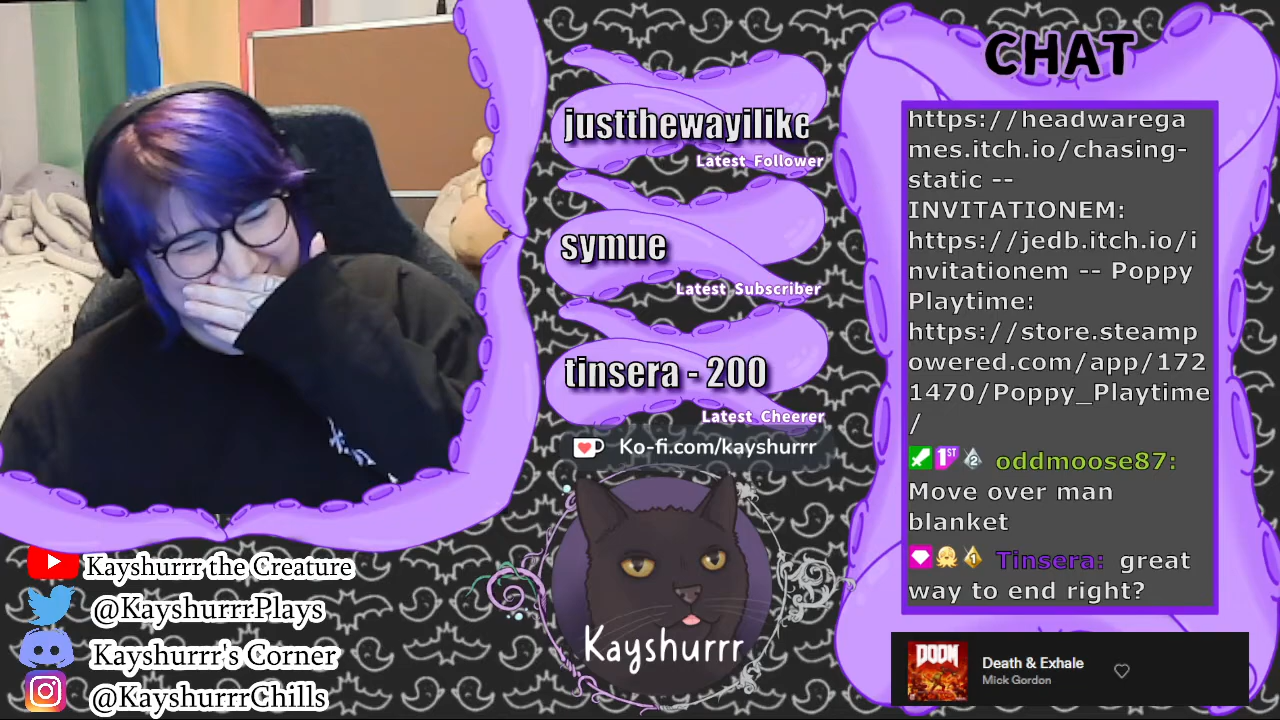 justthewayilike
Latest Follower
symue
Latest Subscriber
tinsera - 200
Latest Cheerer
Ko-fi.com/kayshurrr
Kayshurrr
Kayshurrr the Creature
@KayshurrrPlays
Kayshurrr's Corner
@KayshurrrChills
CHAT
https://headwarega
mes.itch.io/chasing-
static --
INVITATIONEM:
https://jedb.itch.io/i
nvitationem -- Poppy
Playtime:
https://store.steamp
owered.com/app/172
1470/Poppy_Playtime
/
1ST 2 oddmoose87:
Move over man
blanket
1 Tinsera: great
way to end right?
DOOM
Death & Exhale
Mick Gordon